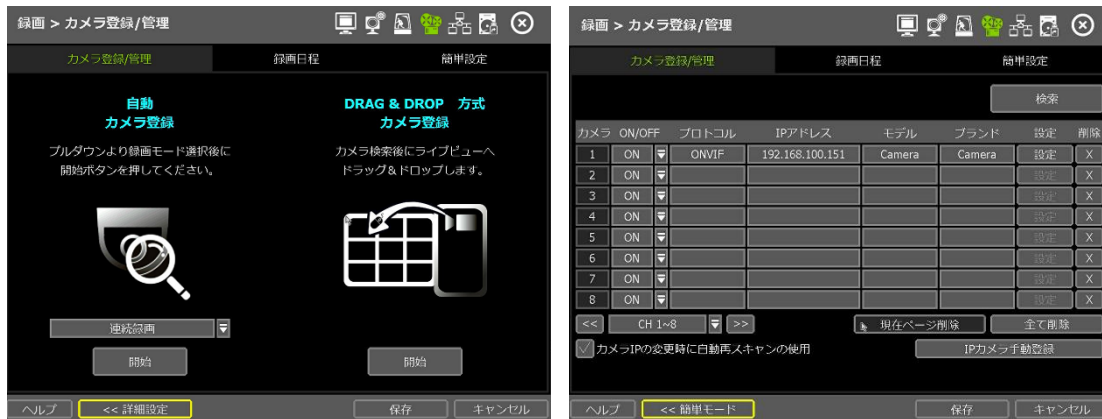 録画 > カメラ登録/管理
カメラ登録/管理 録画日程 簡単設定
自動
カメラ登録
プルダウンより録画モード選択後に
開始ボタンを押してください。
連続録画
開始
DRAG & DROP 方式
カメラ登録
カメラ検索後にライブビューへ
ドラッグ&ドロップします。
開始
ヘルプ << 詳細設定 保存 キャンセル
録画 > カメラ登録/管理
カメラ登録/管理 録画日程 簡単設定
検索
カメラ ON/OFF プロトコル IPアドレス モデル ブランド 設定 削除
1 ON ONVIF 192.168.100.151 Camera Camera 設定 X
2 ON 設定 X
3 ON 設定 X
4 ON 設定 X
5 ON 設定 X
6 ON 設定 X
7 ON 設定 X
8 ON 設定 X
<< CH 1~8 >> 現在ページ削除 全て削除
カメラIPの変更時に自動再スキャンの使用 IPカメラ手動登録
ヘルプ << 簡単モード 保存 キャンセル